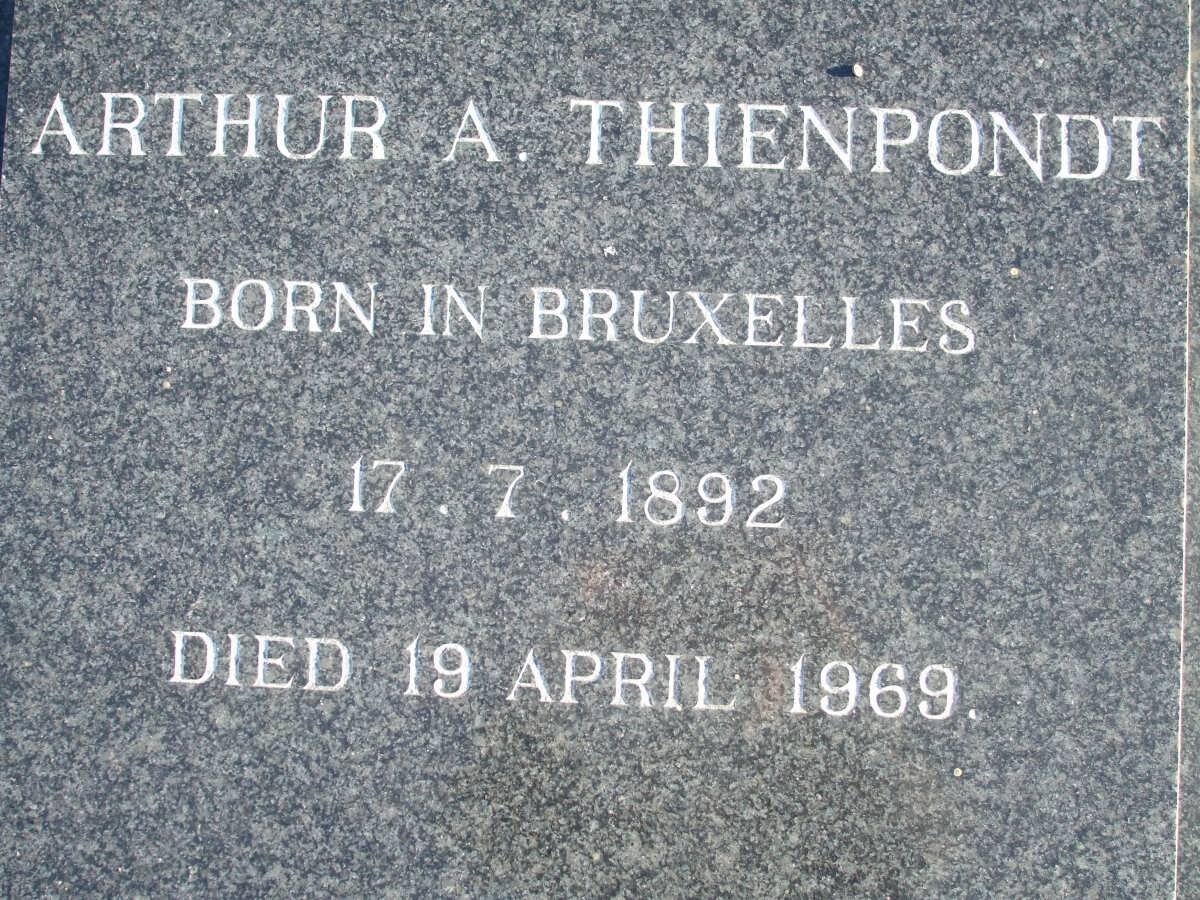 ARTHUR A. THIENPONDT
BORN IN BRUXELLES
17.7.1892
DIED 19 APRIL 1969.